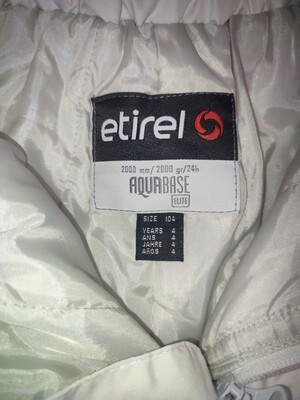 etirel
2000 mm/ 2000 gr/24h
AQUABASE
ELITE
SIZE 104
YEARS 4
ANS 4
JAHRE 4
AÑOS 4